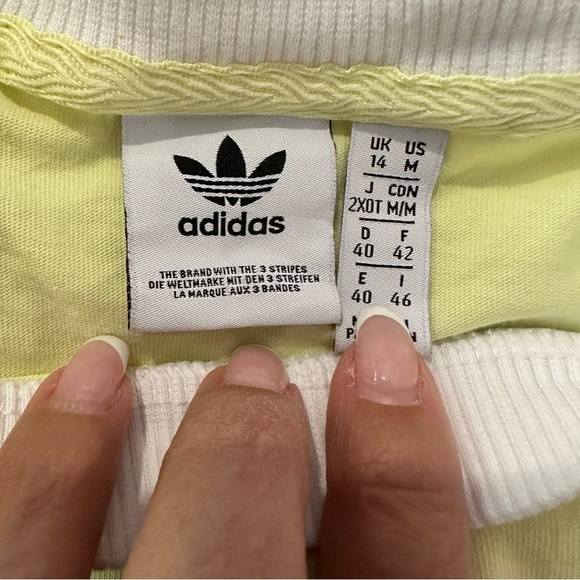 adidas
THE BRAND WITH THE 3 STRIPES
DIE WELTMARKE MIT DEN 3 STREIFEN
LA MARQUE AUX 3 BANDES
UK US
14 M
J CDN
2XOT M/M
D F
40 42
E I
40 46